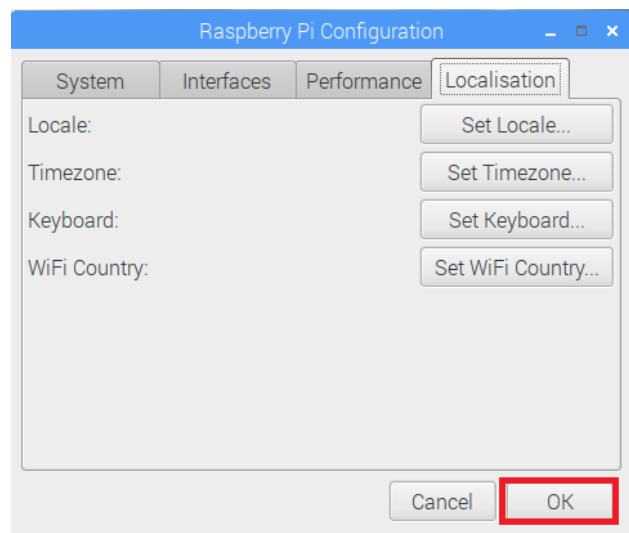 Raspberry Pi Configuration
System Interfaces Performance Localisation
Locale: Set Locale...
Timezone: Set Timezone...
Keyboard: Set Keyboard...
WiFi Country: Set WiFi Country...
Cancel OK